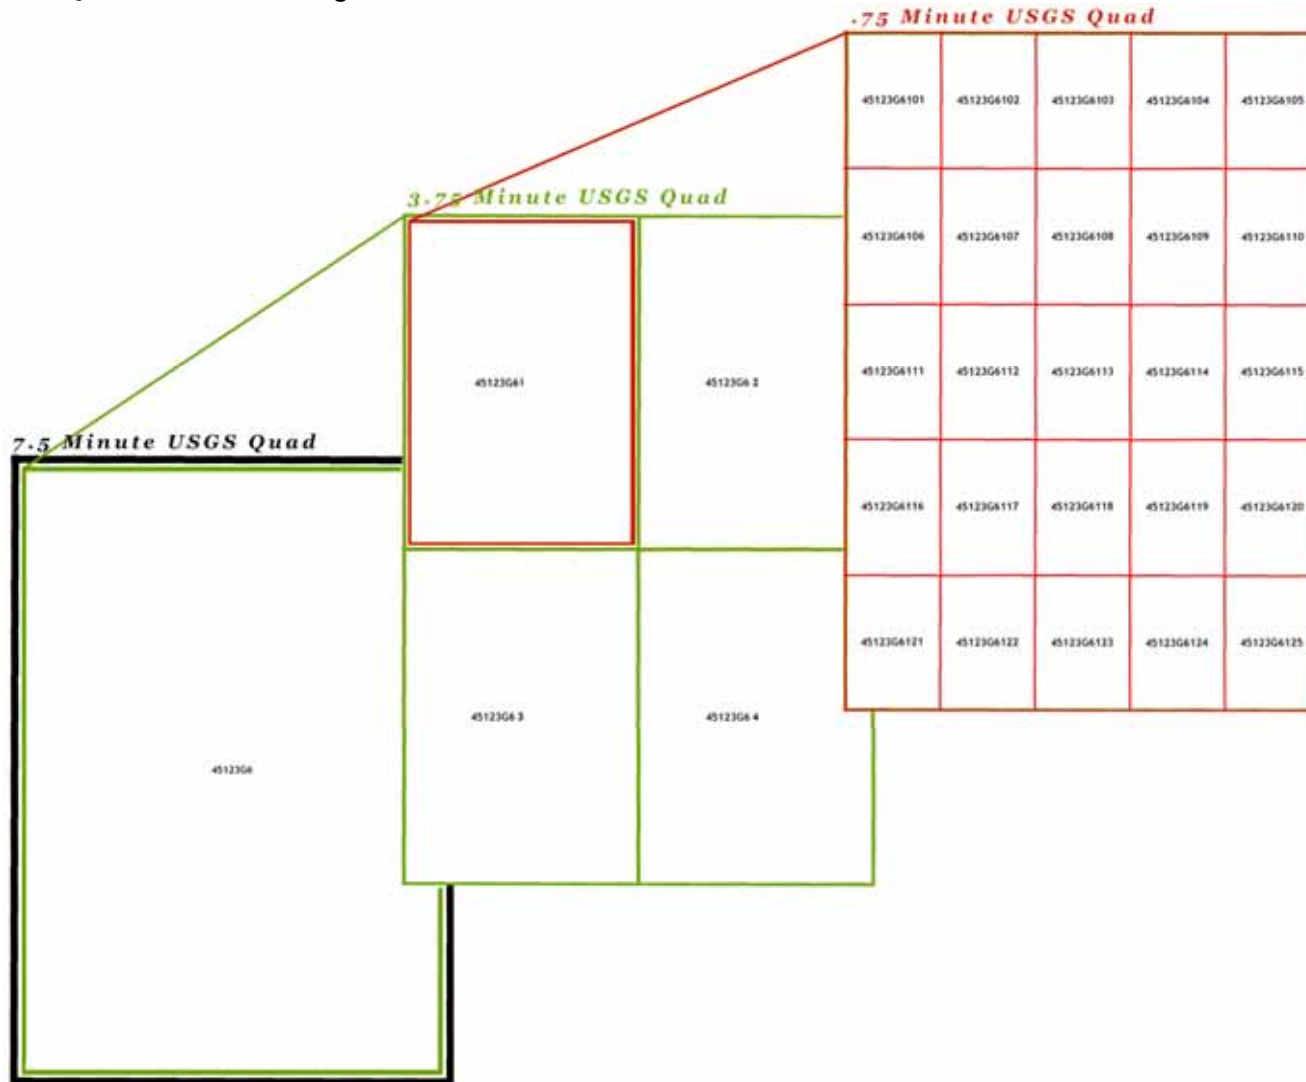 .75 Minute USGS Quad
45123G6101 45123G6102 45123G6103 45123G6104 45123G6105
3.75 Minute USGS Quad
45123G6106 45123G6107 45123G6108 45123G6109 45123G6110
45123G61 45123G6 2
45123G6111 45123G6112 45123G6113 45123G6114 45123G6115
7.5 Minute USGS Quad
45123G6116 45123G6117 45123G6118 45123G6119 45123G6120
45123G6121 45123G6122 45123G6123 45123G6124 45123G6125
45123G6 3 45123G6 4
45123G6